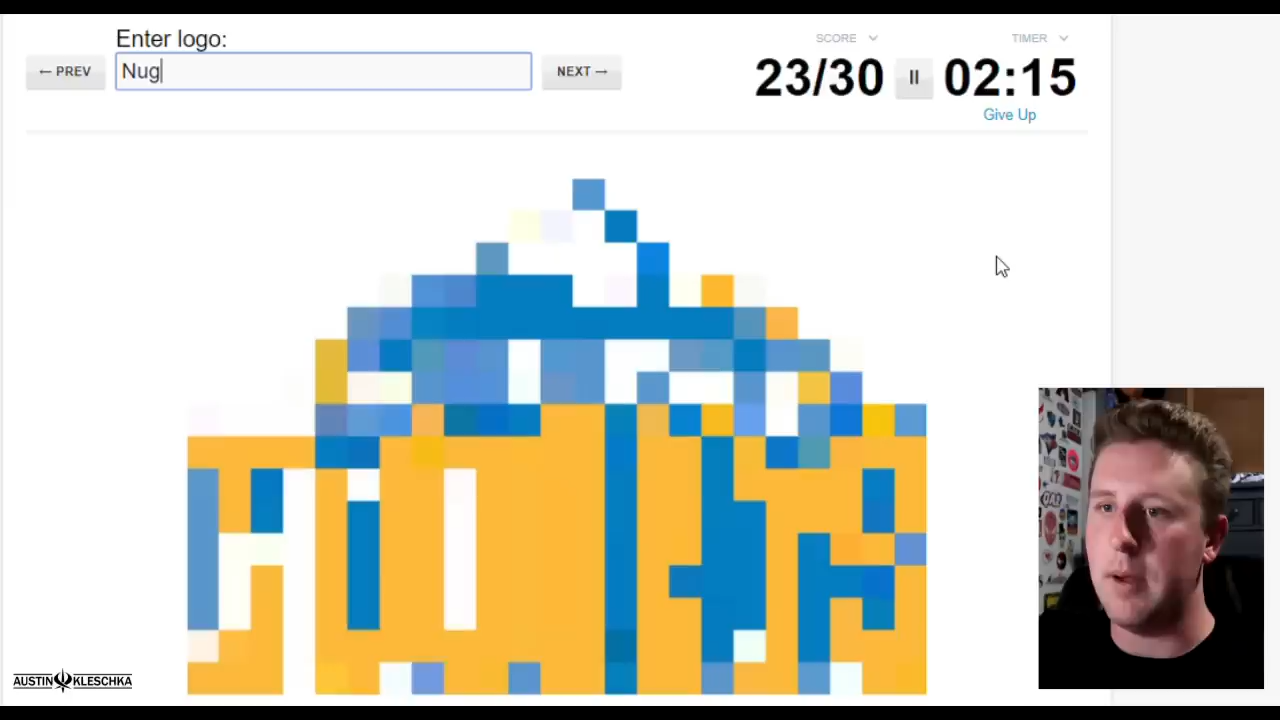 Enter logo:
← PREV
Nug
NEXT →
SCORE
23/30
TIMER
02:15
Give Up
AUSTIN KLESCHKA